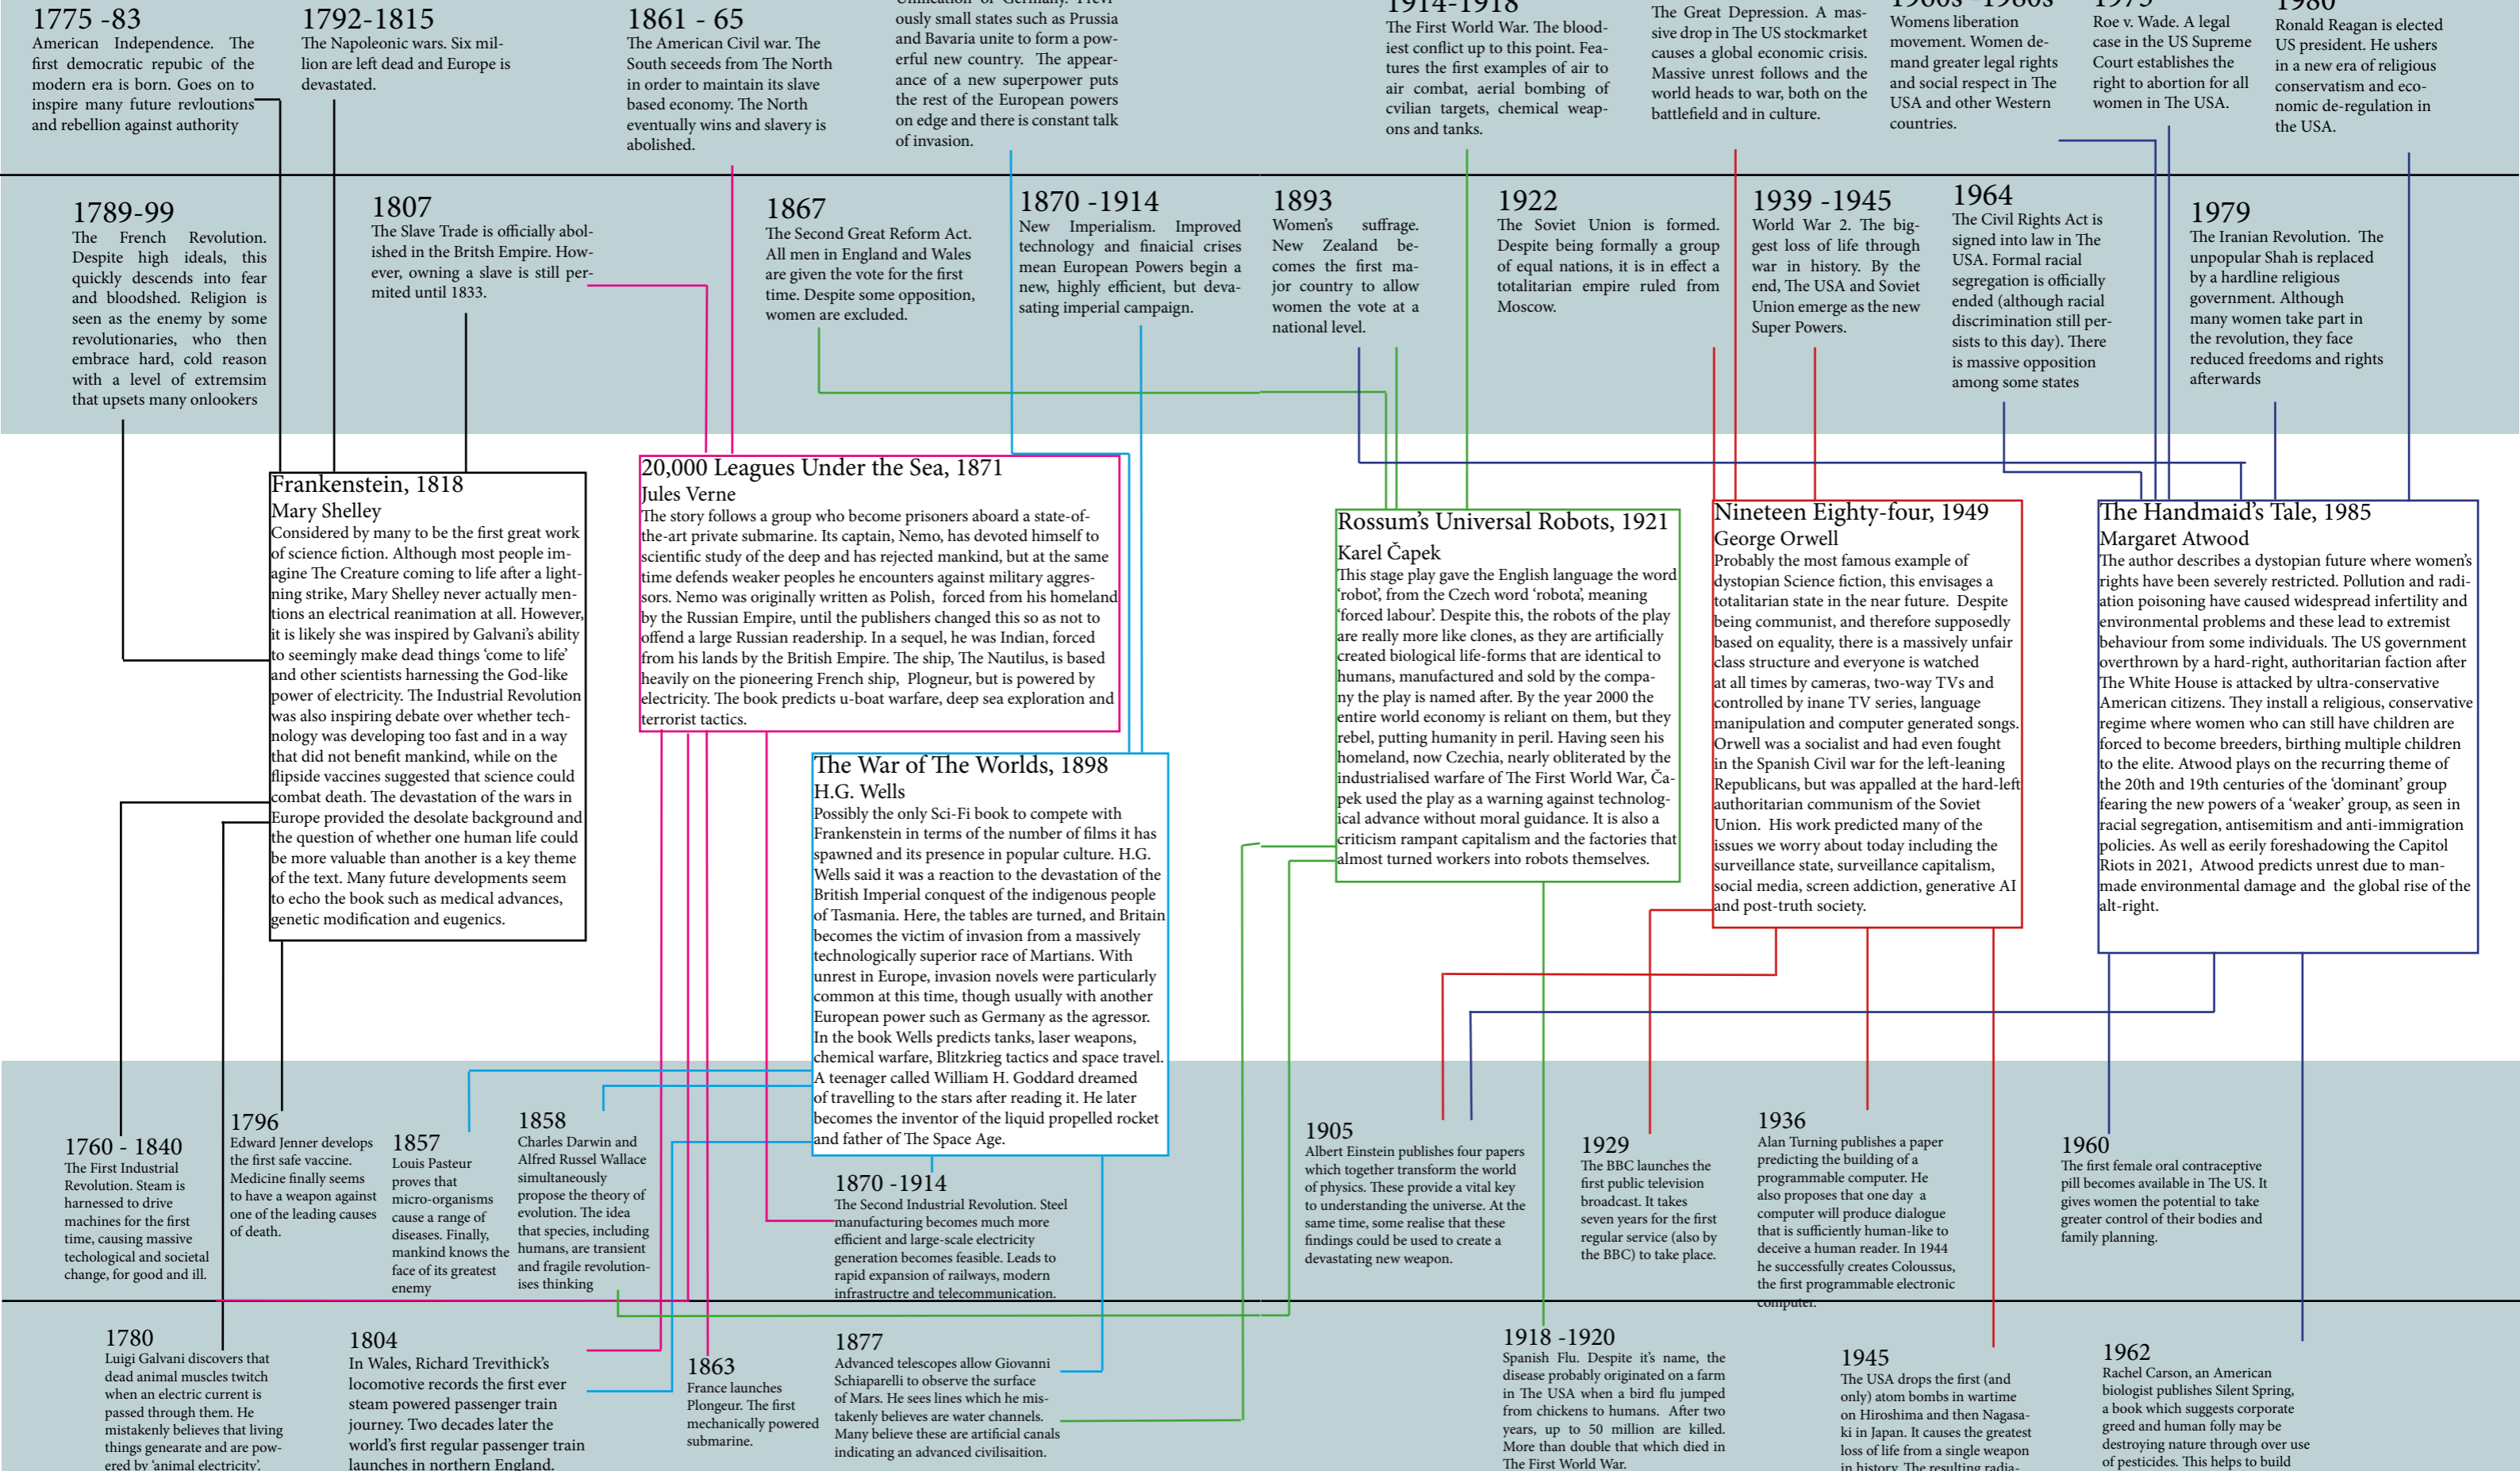 1775 -83
American Independence. The
first democratic repubic of the
modern era is born. Goes on to
inspire many future revloutions
and rebellion against authority
1792-1815
The Napoleonic wars. Six mil-
lion are left dead and Europe is
devastated.
1861 - 65
The American Civil war. The
South seceeds from The North
in order to maintain its slave
based economy. The North
eventually wins and slavery is
abolished.
Unification of Germany. Previ-
ously small states such as Prussia
and Bavaria unite to form a pow-
erful new country. The appear-
ance of a new superpower puts
the rest of the European powers
on edge and there is constant talk
of invasion.
1914-1918
The First World War. The blood-
iest conflict up to this point. Fea-
tures the first examples of air to
air combat, aerial bombing of
cvilian targets, chemical weap-
ons and tanks.
The Great Depression. A mas-
sive drop in The US stockmarket
causes a global economic crisis.
Massive unrest follows and the
world heads to war, both on the
battlefield and in culture.
1960s -1980s
Womens liberation
movement. Women de-
mand greater legal rights
and social respect in The
USA and other Western
countries.
1973
Roe v. Wade. A legal
case in the US Supreme
Court establishes the
right to abortion for all
women in The USA.
1980
Ronald Reagan is elected
US president. He ushers
in a new era of religious
conservatism and eco-
nomic de-regulation in
the USA.
1789-99
The French Revolution.
Despite high ideals, this
quickly descends into fear
and bloodshed. Religion is
seen as the enemy by some
revolutionaries, who then
embrace hard, cold reason
with a level of extremsim
that upsets many onlookers
1807
The Slave Trade is officially abol-
ished in the Britsh Empire. How-
ever, owning a slave is still per-
mited until 1833.
1867
The Second Great Reform Act.
All men in England and Wales
are given the vote for the first
time. Despite some opposition,
women are excluded.
1870 -1914
New Imperialism. Improved
technology and finaicial crises
mean European Powers begin a
new, highly efficient, but deva-
sating imperial campaign.
1893
Women's suffrage.
New Zealand be-
comes the first ma-
jor country to allow
women the vote at a
national level.
1922
The Soviet Union is formed.
Despite being formally a group
of equal nations, it is in effect a
totalitarian empire ruled from
Moscow.
1939 -1945
World War 2. The big-
gest loss of life through
war in history. By the
end, The USA and Soviet
Union emerge as the new
Super Powers.
1964
The Civil Rights Act is
signed into law in The
USA. Formal racial
segregation is officially
ended (although racial
discrimination still per-
sists to this day). There
is massive opposition
among some states
1979
The Iranian Revolution. The
unpopular Shah is replaced
by a hardline religious
government. Although
many women take part in
the revolution, they face
reduced freedoms and rights
afterwards
Frankenstein, 1818
Mary Shelley
Considered by many to be the first great work
of science fiction. Although most people im-
agine The Creature coming to life after a light-
ning strike, Mary Shelley never actually men-
tions an electrical reanimation at all. However,
it is likely she was inspired by Galvani's ability
to seemingly make dead things 'come to life'
and other scientists harnessing the God-like
power of electricity. The Industrial Revolution
was also inspiring debate over whether tech-
nology was developing too fast and in a way
that did not benefit mankind, while on the
flipside vaccines suggested that science could
combat death. The devastation of the wars in
Europe provided the desolate background and
the question of whether one human life could
be more valuable than another is a key theme
of the text. Many future developments seem
to echo the book such as medical advances,
genetic modification and eugenics.
20,000 Leagues Under the Sea, 1871
Jules Verne
The story follows a group who become prisoners aboard a state-of-
the-art private submarine. Its captain, Nemo, has devoted himself to
scientific study of the deep and has rejected mankind, but at the same
time defends weaker peoples he encounters against military aggres-
sors. Nemo was originally written as Polish, forced from his homeland
by the Russian Empire, until the publishers changed this so as not to
offend a large Russian readership. In a sequel, he was Indian, forced
from his lands by the British Empire. The ship, The Nautilus, is based
heavily on the pioneering French ship, Plogneur, but is powered by
electricity. The book predicts u-boat warfare, deep sea exploration and
terrorist tactics.
The War of The Worlds, 1898
H.G. Wells
Possibly the only Sci-Fi book to compete with
Frankenstein in terms of the number of films it has
spawned and its presence in popular culture. H.G.
Wells said it was a reaction to the devastation of the
British Imperial conquest of the indigenous people
of Tasmania. Here, the tables are turned, and Britain
becomes the victim of invasion from a massively
technologically superior race of Martians. With
unrest in Europe, invasion novels were particularly
common at this time, though usually with another
European power such as Germany as the agressor.
In the book Wells predicts tanks, laser weapons,
chemical warfare, Blitzkrieg tactics and space travel.
A teenager called William H. Goddard dreamed
of travelling to the stars after reading it. He later
becomes the inventor of the liquid propelled rocket
and father of The Space Age.
Rossum's Universal Robots, 1921
Karel Čapek
This stage play gave the English language the word
'robot', from the Czech word 'robota', meaning
'forced labour'. Despite this, the robots of the play
are really more like clones, as they are artificially
created biological life-forms that are identical to
humans, manufactured and sold by the compa-
ny the play is named after. By the year 2000 the
entire world economy is reliant on them, but they
rebel, putting humanity in peril. Having seen his
homeland, now Czechia, nearly obliterated by the
industrialised warfare of The First World War, Ča-
pek used the play as a warning against technolog-
ical advance without moral guidance. It is also a
criticism rampant capitalism and the factories that
almost turned workers into robots themselves.
Nineteen Eighty-four, 1949
George Orwell
Probably the most famous example of
dystopian Science fiction, this envisages a
totalitarian state in the near future. Despite
being communist, and therefore supposedly
based on equality, there is a massively unfair
class structure and everyone is watched
at all times by cameras, two-way TVs and
controlled by inane TV series, language
manipulation and computer generated songs.
Orwell was a socialist and had even fought
in the Spanish Civil war for the left-leaning
Republicans, but was appalled at the hard-left
authoritarian communism of the Soviet
Union. His work predicted many of the
issues we worry about today including the
surveillance state, surveillance capitalism,
social media, screen addiction, generative AI
and post-truth society.
The Handmaid's Tale, 1985
Margaret Atwood
The author describes a dystopian future where women's
rights have been severely restricted. Pollution and radi-
ation poisoning have caused widespread infertility and
environmental problems and these lead to extremist
behaviour from some individuals. The US government
overthrown by a hard-right, authoritarian faction after
The White House is attacked by ultra-conservative
American citizens. They install a religious, conservative
regime where women who can still have children are
forced to become breeders, birthing multiple children
to the elite. Atwood plays on the recurring theme of
the 20th and 19th centuries of the 'dominant' group
fearing the new powers of a 'weaker' group, as seen in
racial segregation, antisemitism and anti-immigration
policies. As well as eerily foreshadowing the Capitol
Riots in 2021, Atwood predicts unrest due to man-
made environmental damage and the global rise of the
alt-right.
1760 - 1840
The First Industrial
Revolution. Steam is
harnessed to drive
machines for the first
time, causing massive
techological and societal
change, for good and ill.
1796
Edward Jenner develops
the first safe vaccine.
Medicine finally seems
to have a weapon against
one of the leading causes
of death.
1857
Louis Pasteur
proves that
micro-organisms
cause a range of
diseases. Finally,
mankind knows the
face of its greatest
enemy
1858
Charles Darwin and
Alfred Russel Wallace
simultaneously
propose the theory of
evolution. The idea
that species, including
humans, are transient
and fragile revolution-
ises thinking
1870 -1914
The Second Industrial Revolution. Steel
manufacturing becomes much more
efficient and large-scale electricity
generation becomes feasible. Leads to
rapid expansion of railways, modern
infrastructre and telecommunication.
1905
Albert Einstein publishes four papers
which together transform the world
of physics. These provide a vital key
to understanding the universe. At the
same time, some realise that these
findings could be used to create a
devastating new weapon.
1929
The BBC launches the
first public television
broadcast. It takes
seven years for the first
regular service (also by
the BBC) to take place.
1936
Alan Turning publishes a paper
predicting the building of a
programmable computer. He
also proposes that one day a
computer will produce dialogue
that is sufficiently human-like to
deceive a human reader. In 1944
he successfully creates Coloussus,
the first programmable electronic
computer.
1960
The first female oral contraceptive
pill becomes available in The US. It
gives women the potential to take
greater control of their bodies and
family planning.
1780
Luigi Galvani discovers that
dead animal muscles twitch
when an electric current is
passed through them. He
mistakenly believes that living
things genearate and are pow-
ered by 'animal electricity'.
1804
In Wales, Richard Trevithick's
locomotive records the first ever
steam powered passenger train
journey. Two decades later the
world's first regular passenger train
launches in northern England.
1863
France launches
Plongeur. The first
mechanically powered
submarine.
1877
Advanced telescopes allow Giovanni
Schiaparelli to observe the surface
of Mars. He sees lines which he mis-
takenly believes are water channels.
Many believe these are artificial canals
indicating an advanced civilisaition.
1918 -1920
Spanish Flu. Despite it's name, the
disease probably originated on a farm
in The USA when a bird flu jumped
from chickens to humans. After two
years, up to 50 million are killed.
More than double that which died in
The First World War.
1945
The USA drops the first (and
only) atom bombs in wartime
on Hiroshima and then Nagasa-
ki in Japan. It causes the greatest
loss of life from a single weapon
in history. The resulting radia-
1962
Rachel Carson, an American
biologist publishes Silent Spring,
a book which suggests corporate
greed and human folly may be
destroying nature through over use
of pesticides. This helps to build